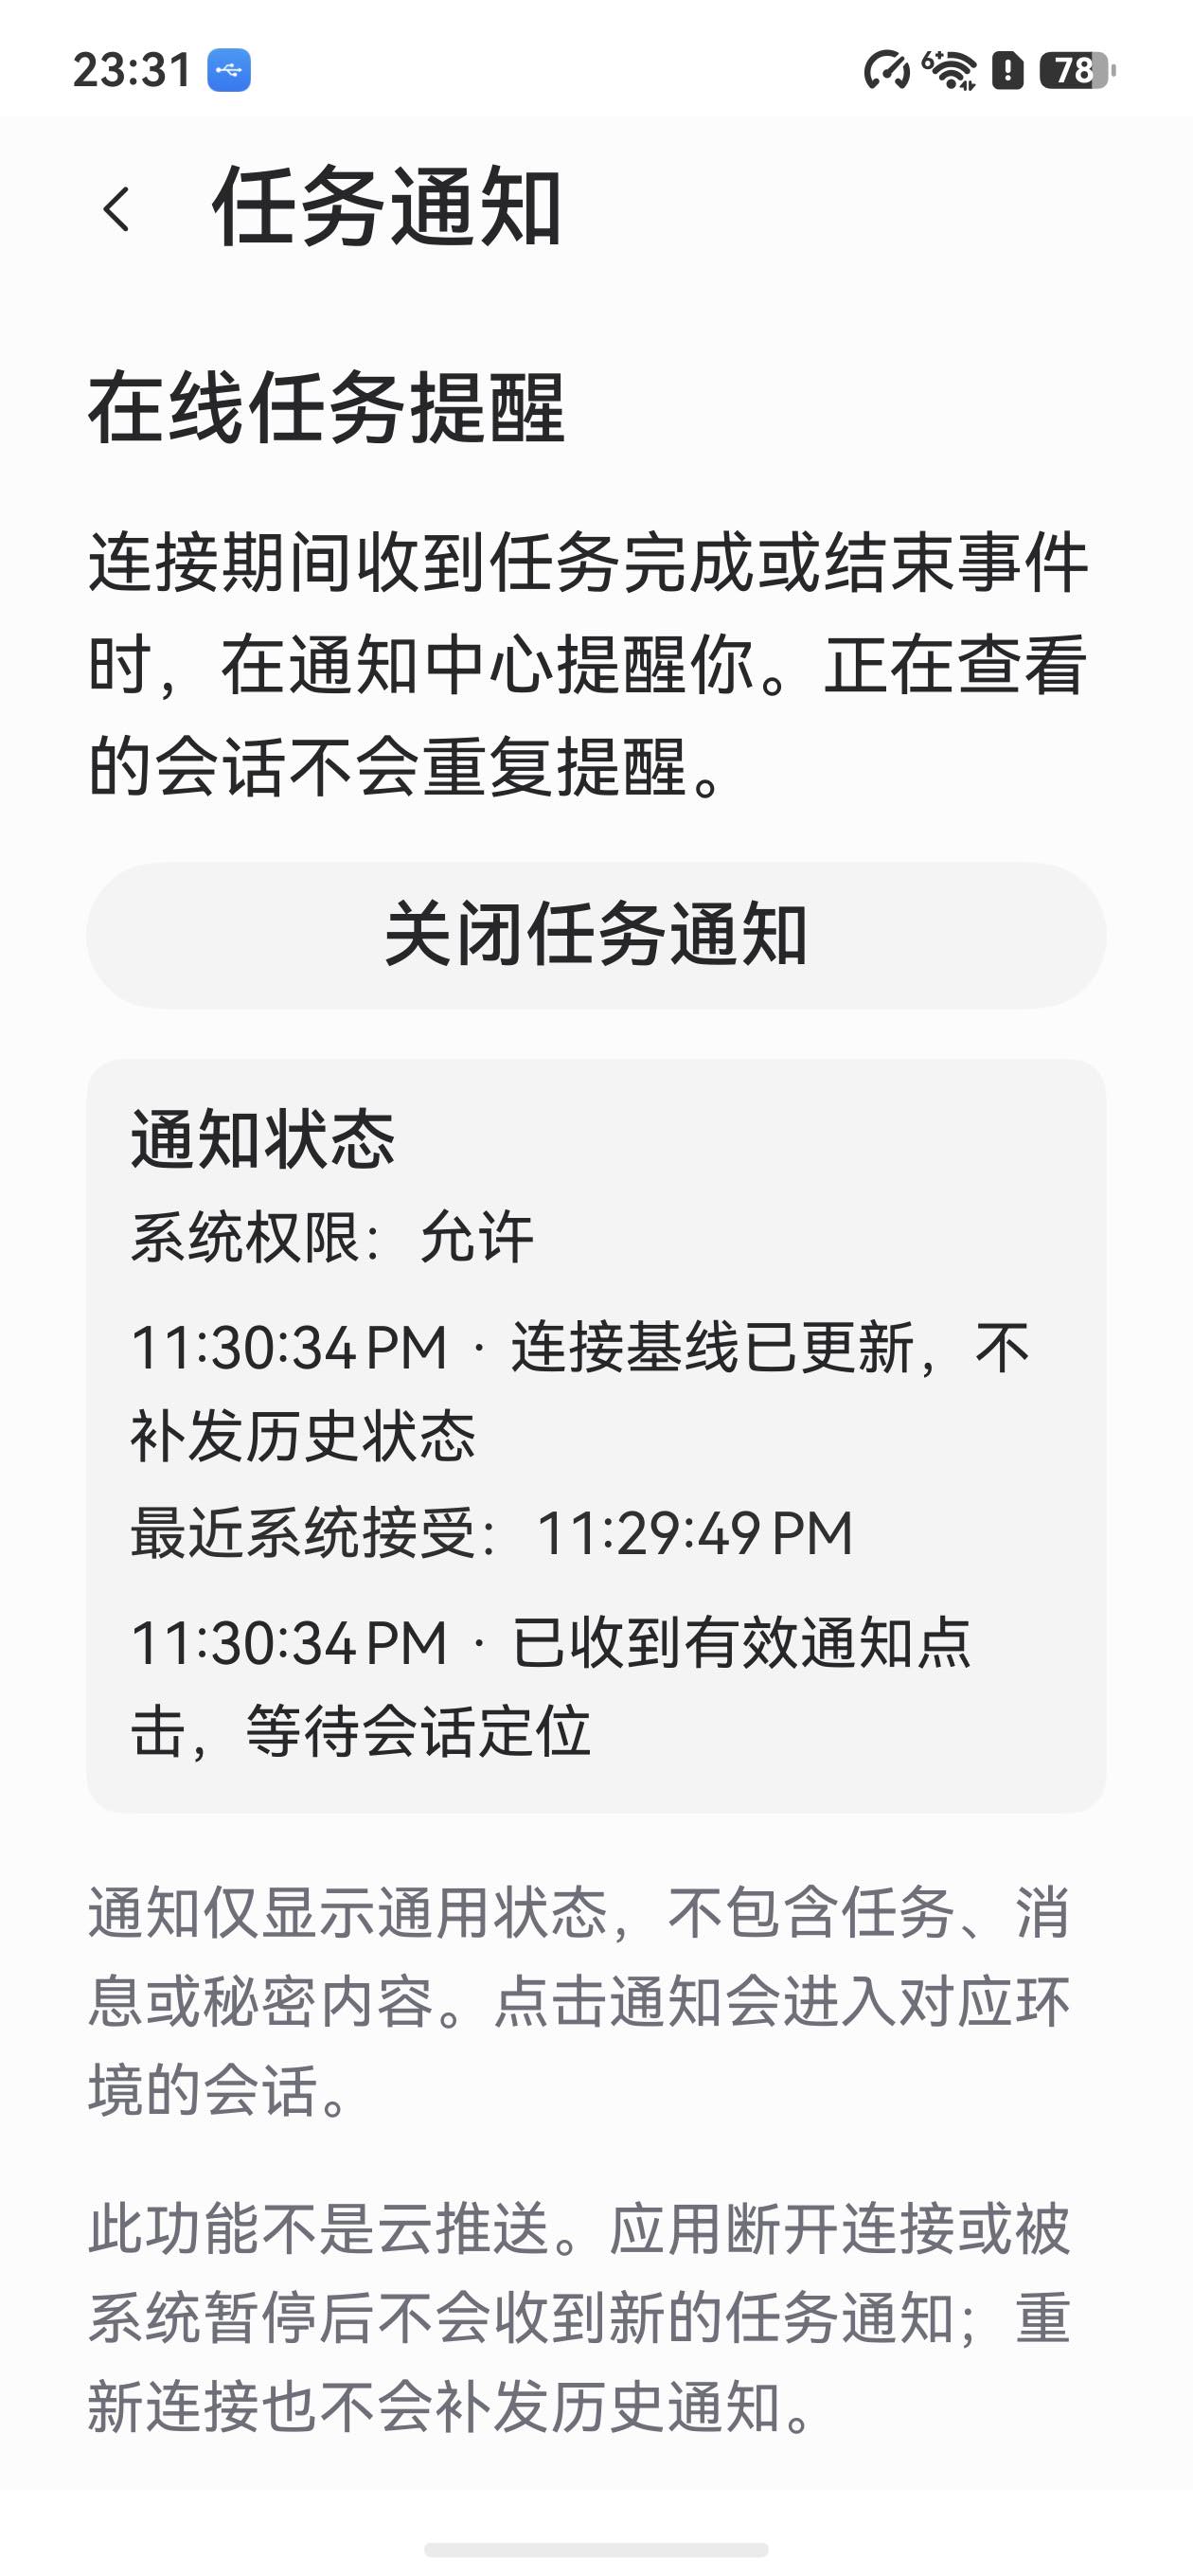 23:31
6+ 78
任务通知
在线任务提醒
连接期间收到任务完成或结束事件
时，在通知中心提醒你。正在查看
的会话不会重复提醒。
关闭任务通知
通知状态
系统权限：允许
11:30:34 PM · 连接基线已更新，不
补发历史状态
最近系统接受：11:29:49 PM
11:30:34 PM · 已收到有效通知点
击，等待会话定位
通知仅显示通用状态，不包含任务、消
息或秘密内容。点击通知会进入对应环
境的会话。
此功能不是云推送。应用断开连接或被
系统暂停后不会收到新的任务通知；重
新连接也不会补发历史通知。